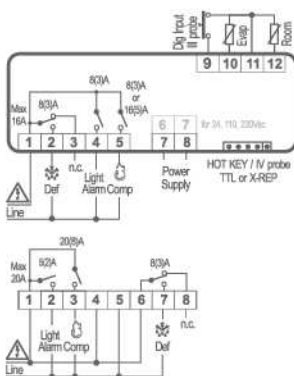 Dig Input
III probe
Evap
Room
9 10 11 12
8(3)A
or
16(5)A
8(3)A
8(3)A
Max
16A
6 7 for 24, 110, 230Vac
1 2 3 4 5 7 8
n.c.
Def
Light
Alarm Comp
Power
Supply
HOT KEY / IV probe
TTL or X-REP
Line
20(8)A
Max
20A
5(2)A
8(3)A
1 2 3 4 5 6 7 8
Light
Alarm Comp
Def
n.c.
Line